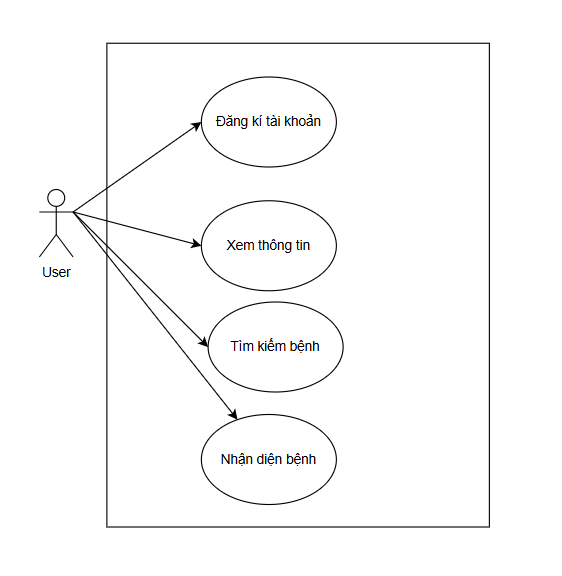 Đăng kí tài khoản
Xem thông tin
User
Tìm kiếm bệnh
Nhận diện bệnh